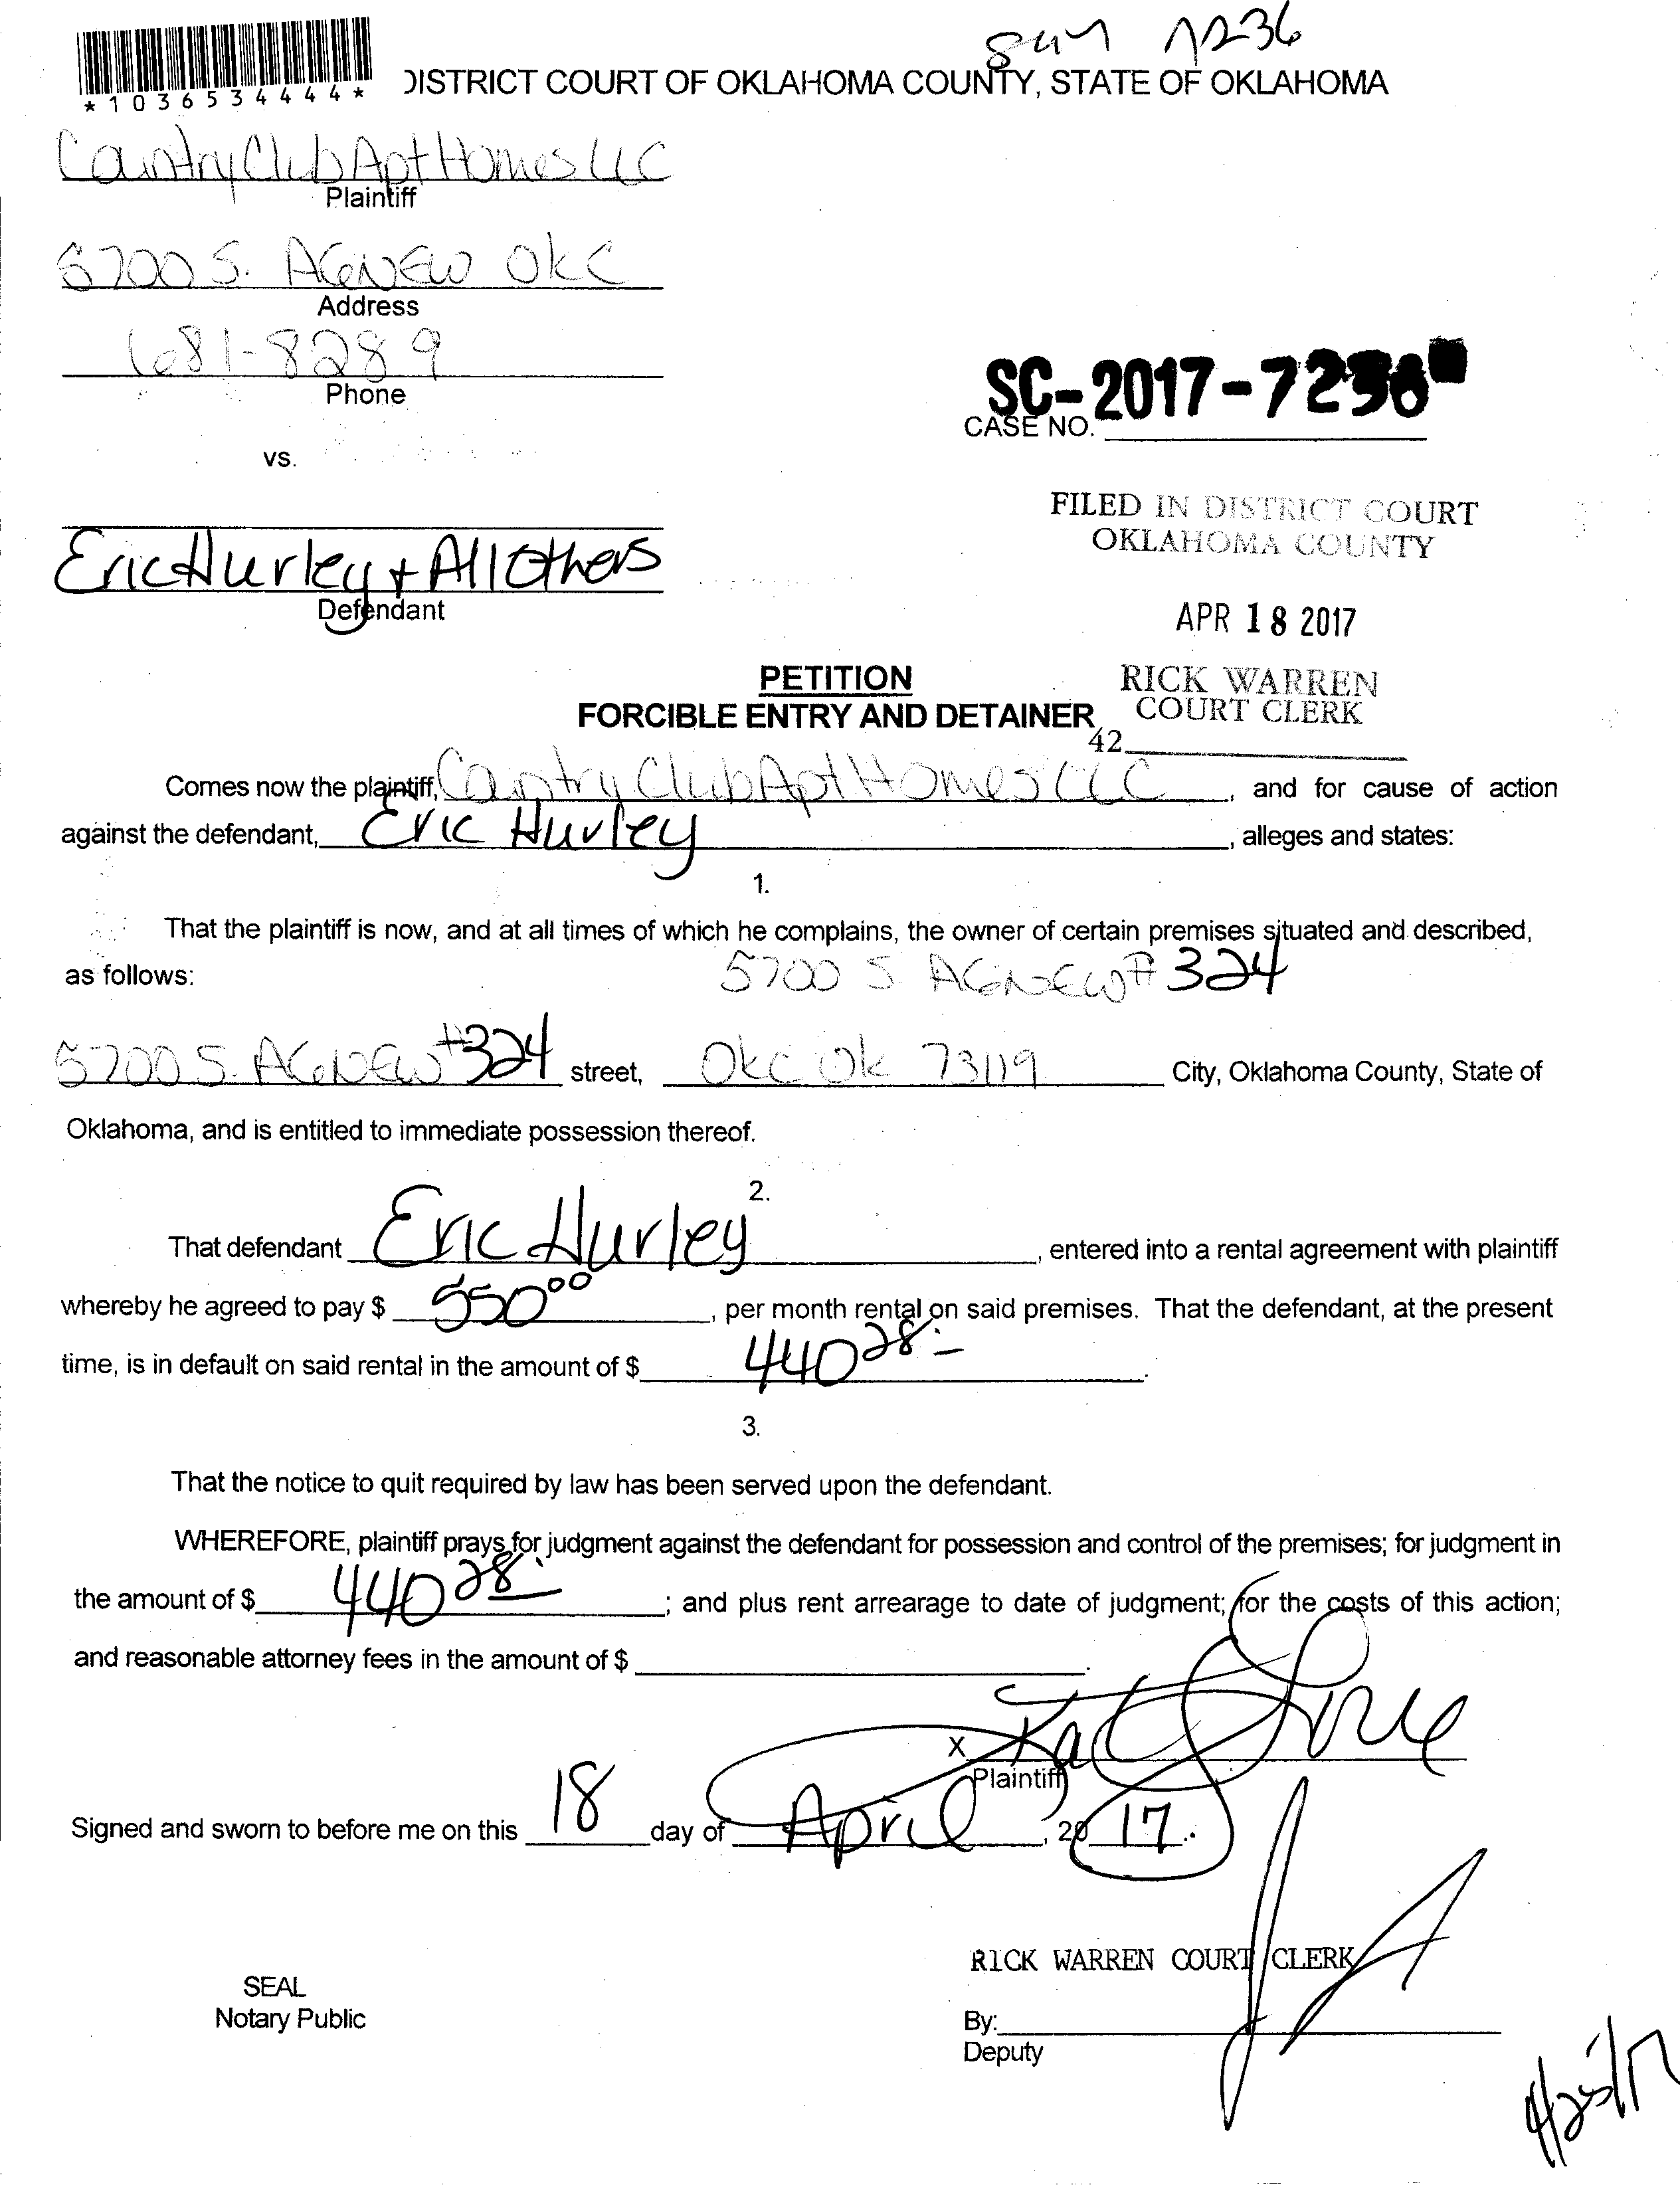 7236
*1036534444*
DISTRICT COURT OF OKLAHOMA COUNTY, STATE OF OKLAHOMA
Country Club Apt Homes LLC
Plaintiff
5700 S. AGNEW OKC
Address
681-8289
Phone
SC-2017-7236
CASE NO.
vs.
FILED IN DISTRICT COURT
OKLAHOMA COUNTY
Eric Hurley + All Others
Defendant
APR 18 2017
PETITION
FORCIBLE ENTRY AND DETAINER
RICK WARREN
COURT CLERK
42
Comes now the plaintiff, Country Club Apt Homes LLC, and for cause of action
against the defendant, Eric Hurley, alleges and states:
1.
That the plaintiff is now, and at all times of which he complains, the owner of certain premises situated and described,
as follows: 5700 S. AGNEW # 324
5700 S. AGNEW #324 street, OKC OK 73119 City, Oklahoma County, State of
Oklahoma, and is entitled to immediate possession thereof.
2.
That defendant Eric Hurley, entered into a rental agreement with plaintiff
whereby he agreed to pay $ 550 00, per month rental on said premises. That the defendant, at the present
time, is in default on said rental in the amount of $ 440 28.
3.
That the notice to quit required by law has been served upon the defendant.
WHEREFORE, plaintiff prays for judgment against the defendant for possession and control of the premises; for judgment in
the amount of $ 440 28; and plus rent arrearage to date of judgment; for the costs of this action;
and reasonable attorney fees in the amount of $ .
X
Plaintiff
Signed and sworn to before me on this 18 day of April, 2017.
RICK WARREN COURT CLERK
SEAL
Notary Public
By:
Deputy
4/25/17